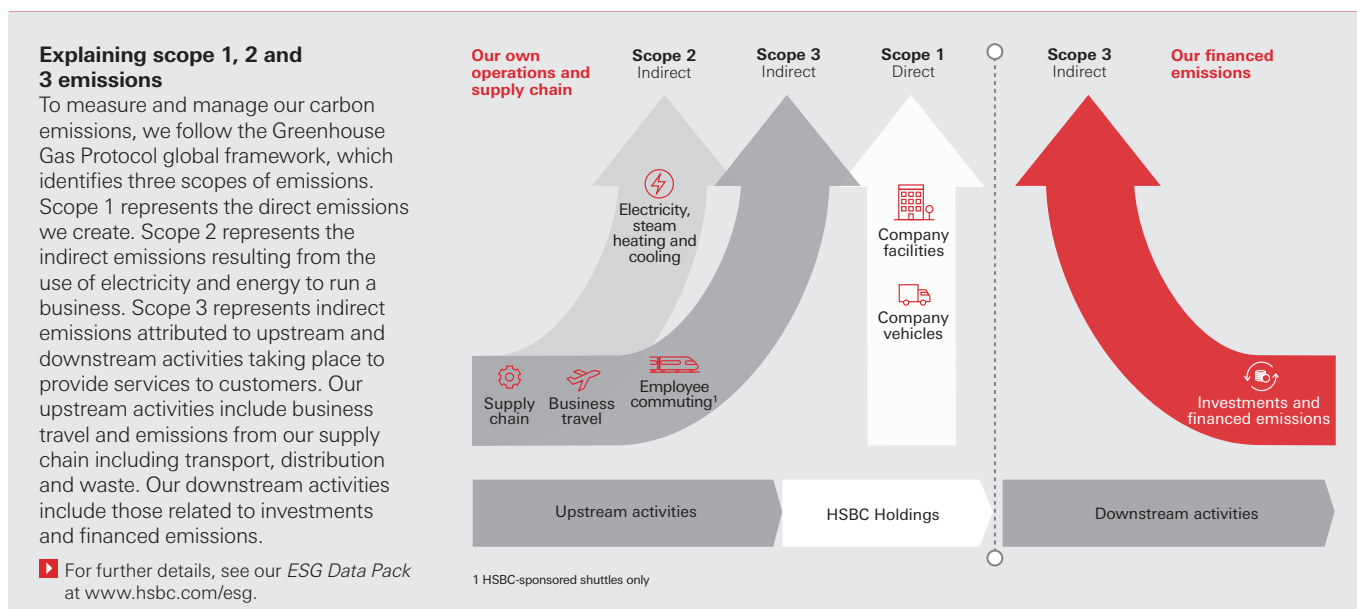 Explaining scope 1, 2 and
3 emissions
To measure and manage our carbon
emissions, we follow the Greenhouse
Gas Protocol global framework, which
identifies three scopes of emissions.
Scope 1 represents the direct emissions
we create. Scope 2 represents the
indirect emissions resulting from the
use of electricity and energy to run a
business. Scope 3 represents indirect
emissions attributed to upstream and
downstream activities taking place to
provide services to customers. Our
upstream activities include business
travel and emissions from our supply
chain including transport, distribution
and waste. Our downstream activities
include those related to investments
and financed emissions.
For further details, see our ESG Data Pack
at www.hsbc.com/esg.
Our own
operations and
supply chain
Scope 2
Indirect
Scope 3
Indirect
Scope 1
Direct
Scope 3
Indirect
Our financed
emissions
Electricity,
steam
heating and
cooling
Company
facilities
Company
vehicles
Supply
chain
Business
travel
Employee
commuting¹
Investments and
financed emissions
Upstream activities
HSBC Holdings
Downstream activities
1 HSBC-sponsored shuttles only